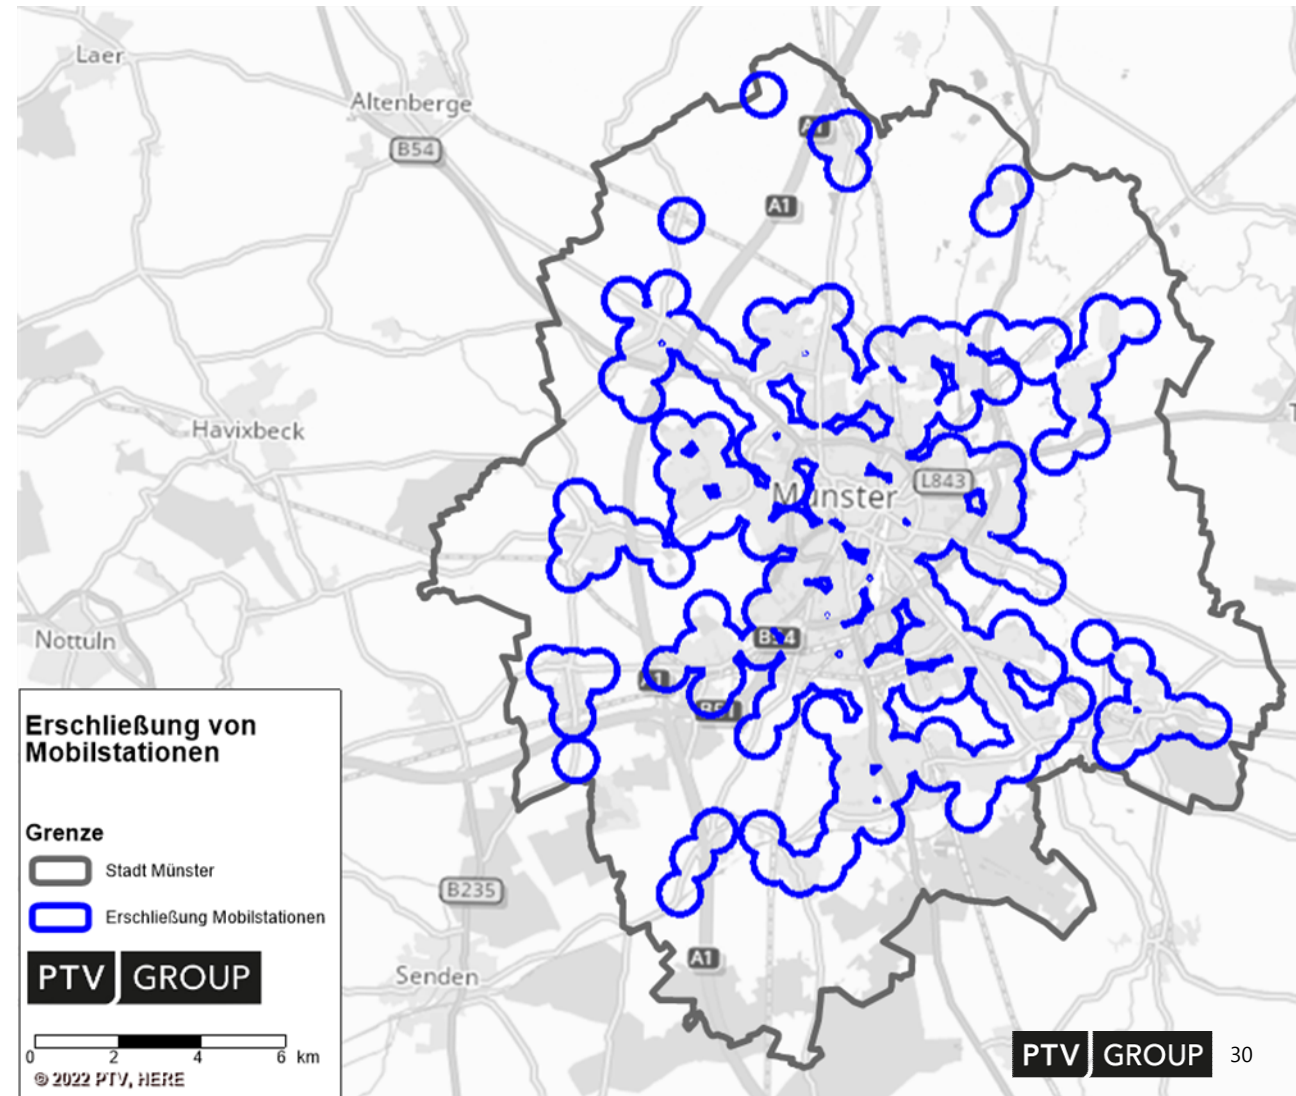 Laer
Altenberge
B54
A1
A1
Havixbeck
Münster
L843
Nottuln
B54
A1
B51
Erschließung von
Mobilstationen
Grenze
Stadt Münster
Erschließung Mobilstationen
B235
PTV GROUP
A1
Senden
0 2 4 6 km
© 2022 PTV, HERE
PTV GROUP 30